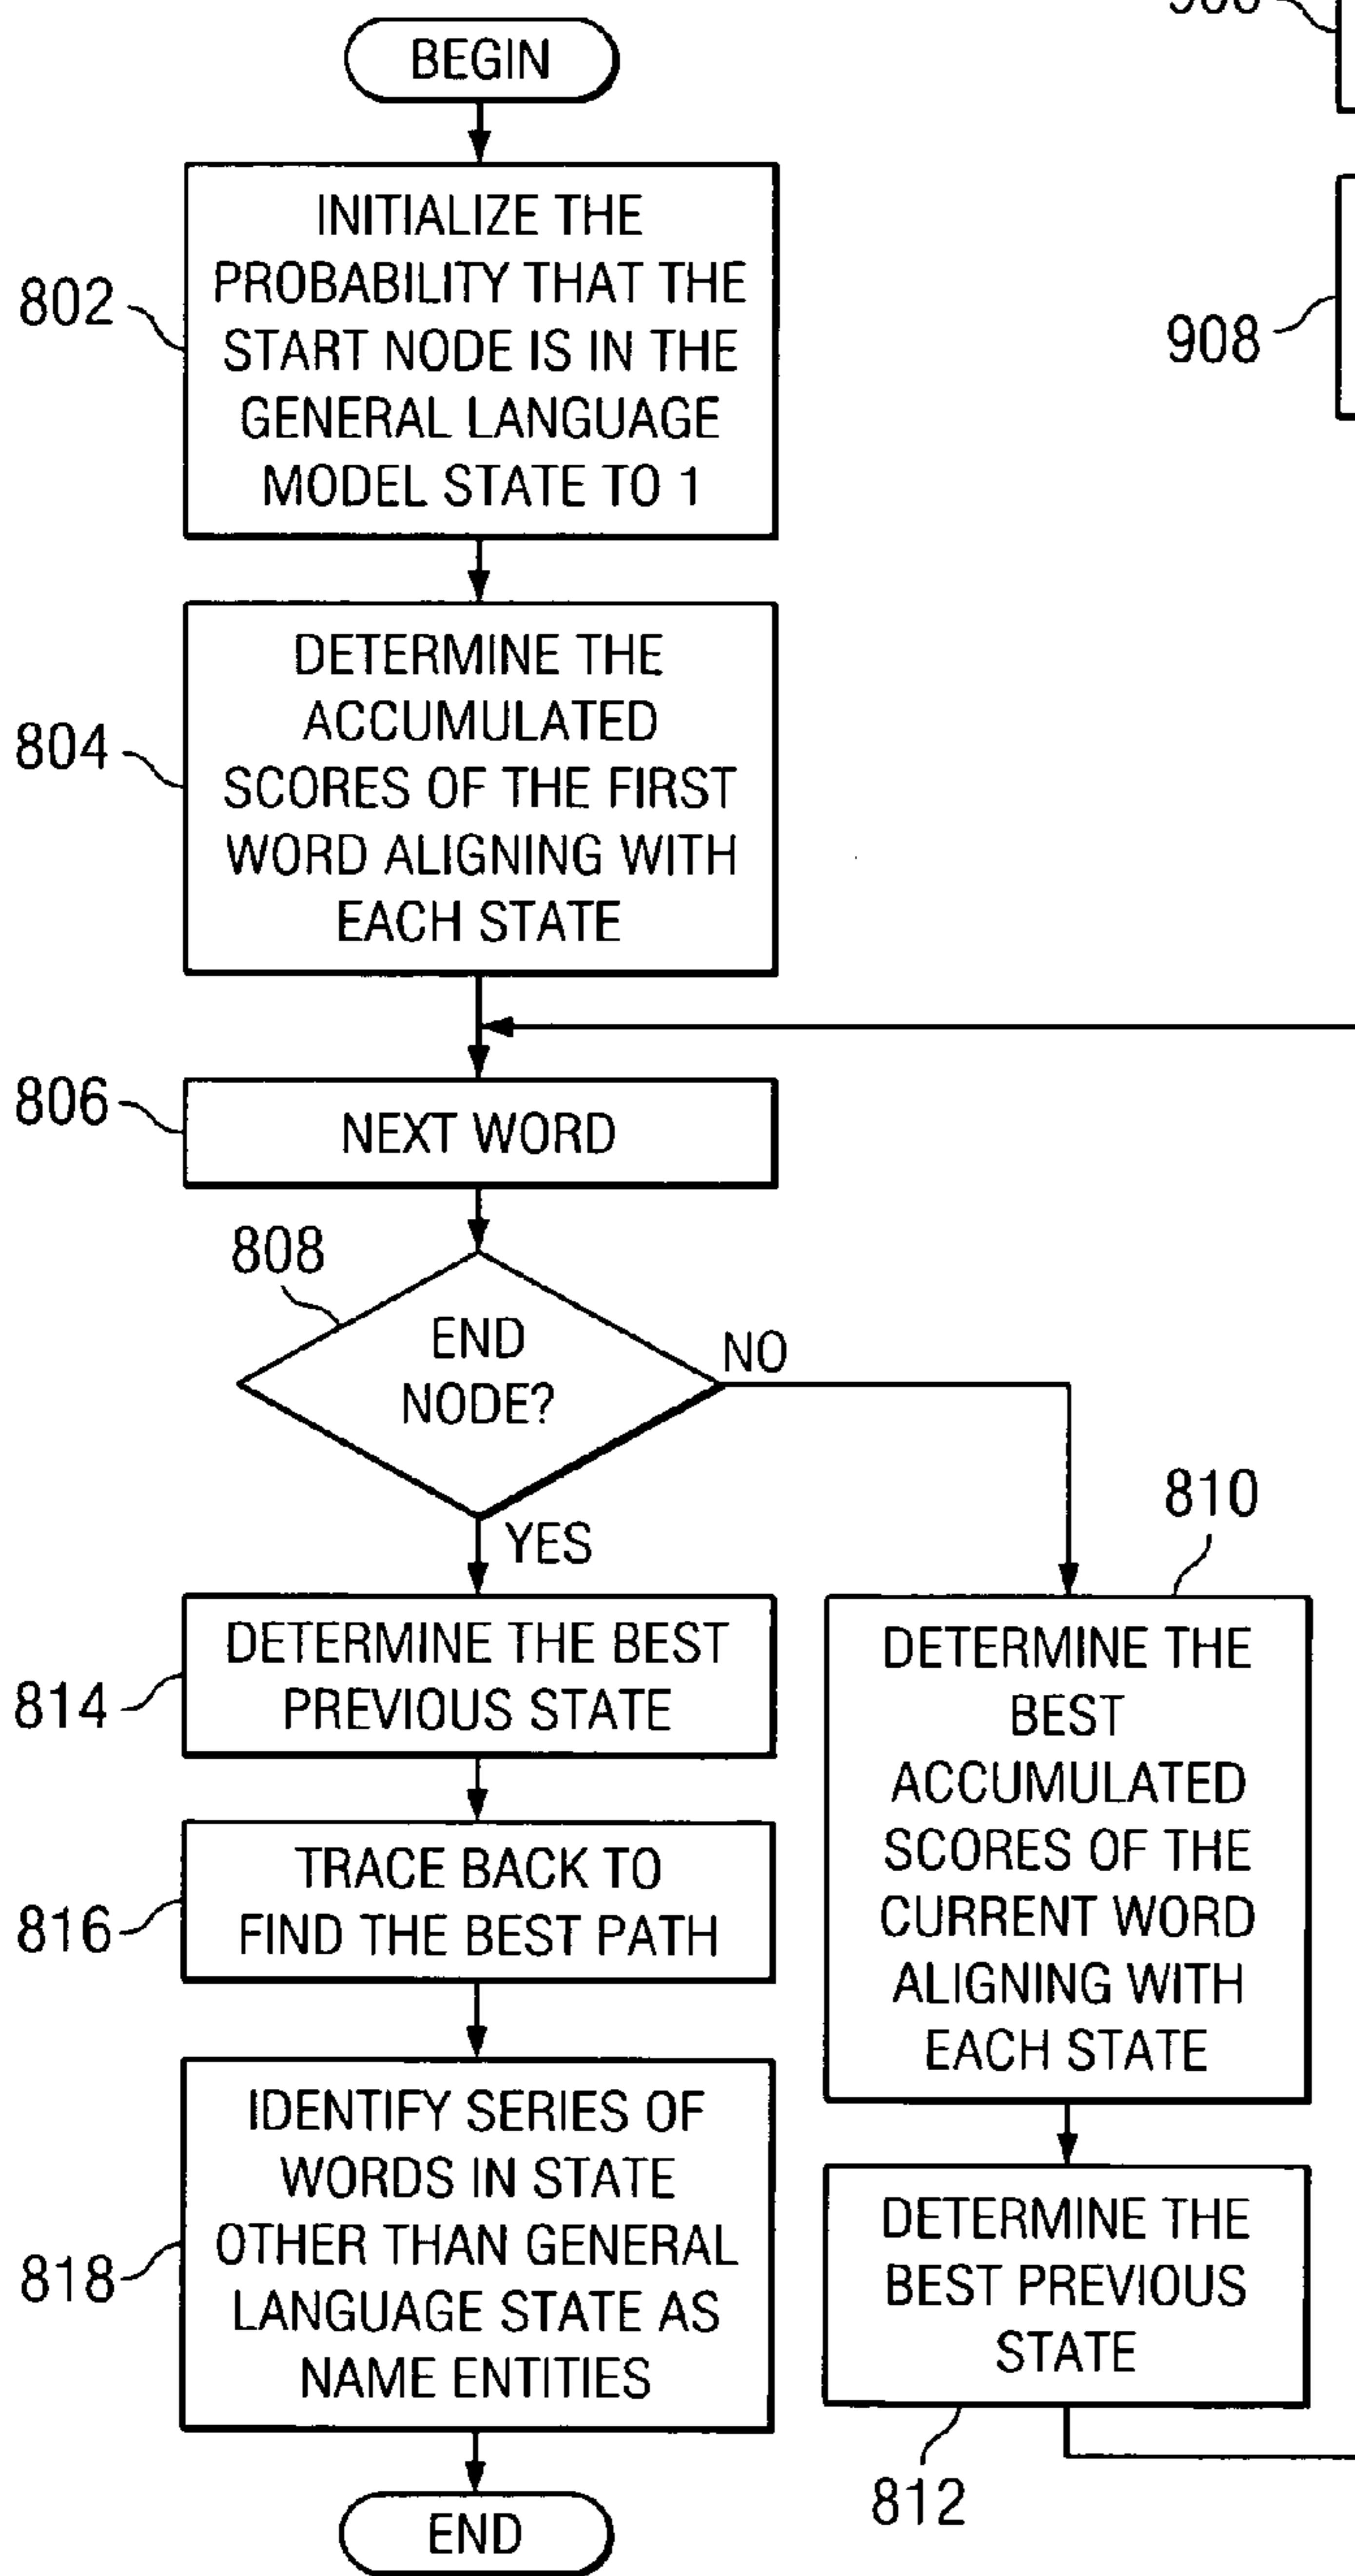 BEGIN
802
INITIALIZE THE
PROBABILITY THAT THE
START NODE IS IN THE
GENERAL LANGUAGE
MODEL STATE TO 1
908
804
DETERMINE THE
ACCUMULATED
SCORES OF THE FIRST
WORD ALIGNING WITH
EACH STATE
806
NEXT WORD
808
END
NODE?
NO
YES
814
DETERMINE THE BEST
PREVIOUS STATE
816
TRACE BACK TO
FIND THE BEST PATH
818
IDENTIFY SERIES OF
WORDS IN STATE
OTHER THAN GENERAL
LANGUAGE STATE AS
NAME ENTITIES
END
810
DETERMINE THE
BEST
ACCUMULATED
SCORES OF THE
CURRENT WORD
ALIGNING WITH
EACH STATE
DETERMINE THE
BEST PREVIOUS
STATE
812